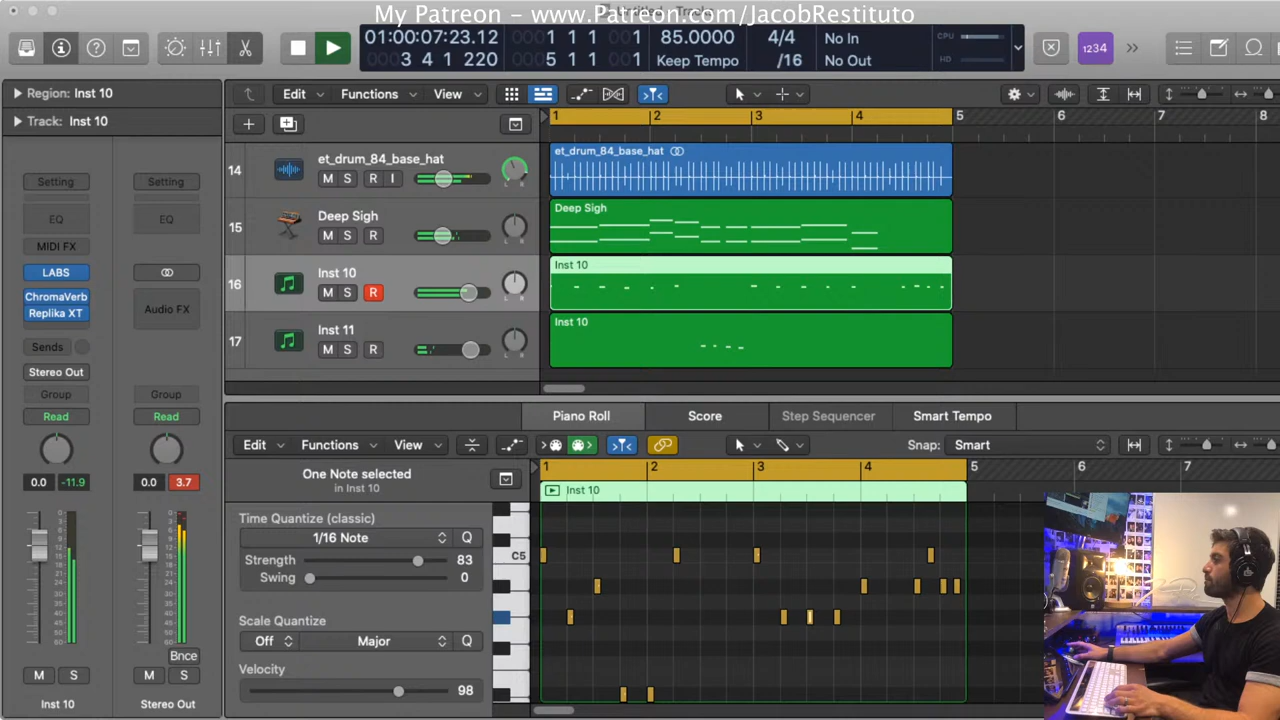 My Patreon - www.Patreon.com/JacobRestituto
01:00:07:23.12
3 4 1 220
1 1 1 1
5 1 1 1
85.0000
Keep Tempo
4/4
/16
No In
No Out
CPU
HD
1234
Region: Inst 10
Track: Inst 10
Edit
Functions
View
1 2 3 4 5 6 7 8
Setting
Setting
EQ
EQ
MIDI FX
LABS
ChromaVerb
Replika XT
Audio FX
Sends
Stereo Out
Group
Group
Read
Read
0.0 -11.9
0.0 3.7
Bnce
M S
M S
Inst 10
Stereo Out
14
et_drum_84_base_hat
M S R I
L R
et_drum_84_base_hat
15
Deep Sigh
M S R
L R
Deep Sigh
16
Inst 10
M S R
L R
Inst 10
17
Inst 11
M S R
L R
Inst 10
Piano Roll
Score
Step Sequencer
Smart Tempo
Edit
Functions
View
Snap: Smart
One Note selected
in Inst 10
1 2 3 4 5 6 7
Inst 10
Time Quantize (classic)
1/16 Note
Q
Strength 83
Swing 0
Scale Quantize
Off
Major
Q
Velocity
98
C5